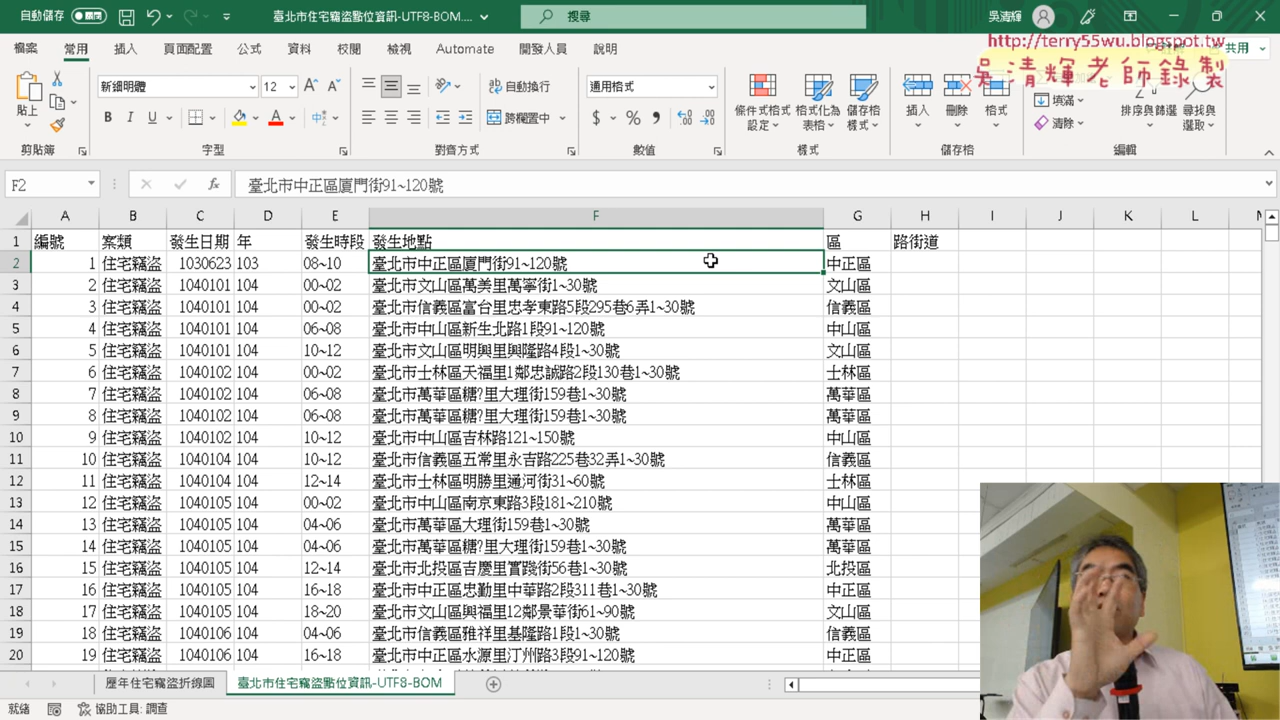 自動儲存 關閉 臺北市住宅竊盜點位資訊-UTF8-BOM.... 搜尋 吳清輝
檔案 常用 插入 頁面配置 公式 資料 校閱 檢視 Automate 開發人員 說明 共用
http://terry55wu.blogspot.tw
吳清輝老師錄製
貼上 新細明體 12 自動換行 跨欄置中 通用格式 條件式格式設定 格式化為表格 儲存格樣式 插入 刪除 格式 填滿 清除 排序與篩選 尋找與選取
剪貼簿 字型 對齊方式 數值 樣式 儲存格 編輯
F2 fx 臺北市中正區廈門街91~120號
A B C D E F G H I J K L
1 編號 案類 發生日期 年 發生時段 發生地點 區 路街道
2 1 住宅竊盜 1030623 103 08~10 臺北市中正區廈門街91~120號 中正區
3 2 住宅竊盜 1040101 104 00~02 臺北市文山區萬美里萬寧街1~30號 文山區
4 3 住宅竊盜 1040101 104 00~02 臺北市信義區富台里忠孝東路5段295巷6弄1~30號 信義區
5 4 住宅竊盜 1040101 104 06~08 臺北市中山區新生北路1段91~120號 中山區
6 5 住宅竊盜 1040101 104 10~12 臺北市文山區明興里興隆路4段1~30號 文山區
7 6 住宅竊盜 1040102 104 00~02 臺北市士林區天福里1鄰忠誠路2段130巷1~30號 士林區
8 7 住宅竊盜 1040102 104 06~08 臺北市萬華區糖?里大理街159巷1~30號 萬華區
9 8 住宅竊盜 1040102 104 06~08 臺北市萬華區糖?里大理街159巷1~30號 萬華區
10 9 住宅竊盜 1040102 104 10~12 臺北市中山區吉林路121~150號 中山區
11 10 住宅竊盜 1040104 104 10~12 臺北市信義區五常里永吉路225巷32弄1~30號 信義區
12 11 住宅竊盜 1040104 104 12~14 臺北市士林區明勝里通河街31~60號 士林區
13 12 住宅竊盜 1040105 104 00~02 臺北市中山區南京東路3段181~210號 中山區
14 13 住宅竊盜 1040105 104 04~06 臺北市萬華區大理街159巷1~30號 萬華區
15 14 住宅竊盜 1040105 104 04~06 臺北市萬華區糖?里大理街159巷1~30號 萬華區
16 15 住宅竊盜 1040105 104 12~14 臺北市北投區吉慶里實踐街56巷1~30號 北投區
17 16 住宅竊盜 1040105 104 16~18 臺北市中正區忠勤里中華路2段311巷1~30號 中正區
18 17 住宅竊盜 1040105 104 18~20 臺北市文山區興福里12鄰景華街61~90號 文山區
19 18 住宅竊盜 1040106 104 04~06 臺北市信義區雅祥里基隆路1段1~30號 信義區
20 19 住宅竊盜 1040106 104 16~18 臺北市中正區水源里汀州路3段91~120號 中正區
歷年住宅竊盜折線圖 臺北市住宅竊盜點位資訊-UTF8-BOM
就緒 協助工具: 調查